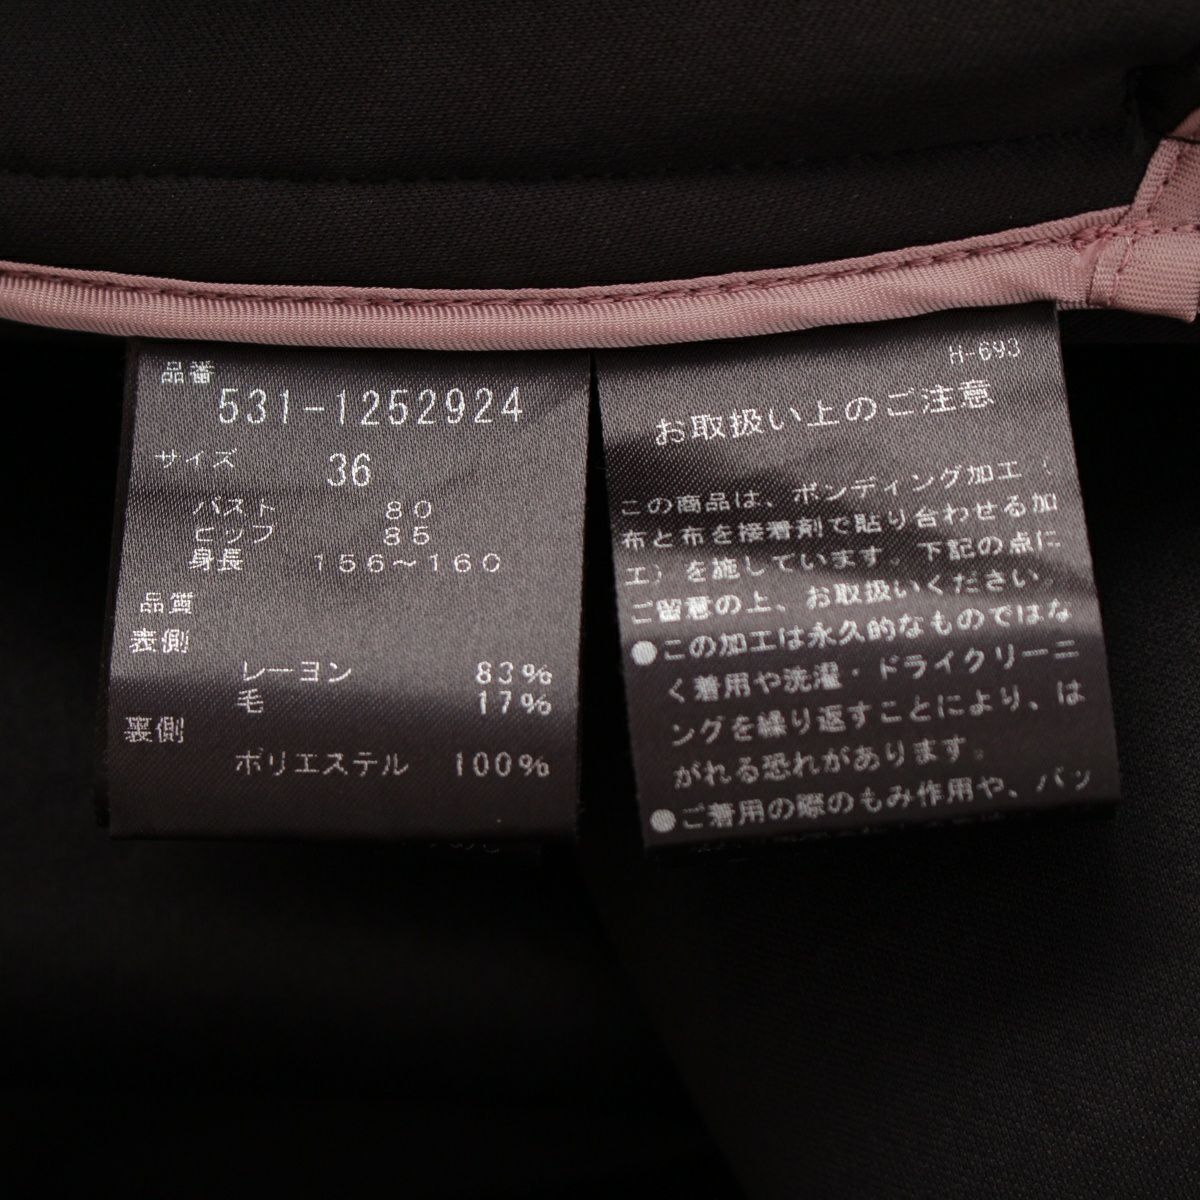 品番
531-1252924
サイズ 36
バスト 80
ヒップ 85
身長 156～160
品質
表側
レーヨン 83%
毛 17%
裏側
ポリエステル 100%
H-693
お取扱い上のご注意
この商品は、ボンディング加工（
布と布を接着剤で貼り合わせる加
工）を施しています。下記の点に
ご留意の上、お取扱いください。
●この加工は永久的なものではな
く着用や洗濯・ドライクリーニ
ングを繰り返すことにより、は
がれる恐れがあります。
●ご着用の際のもみ作用や、バッ